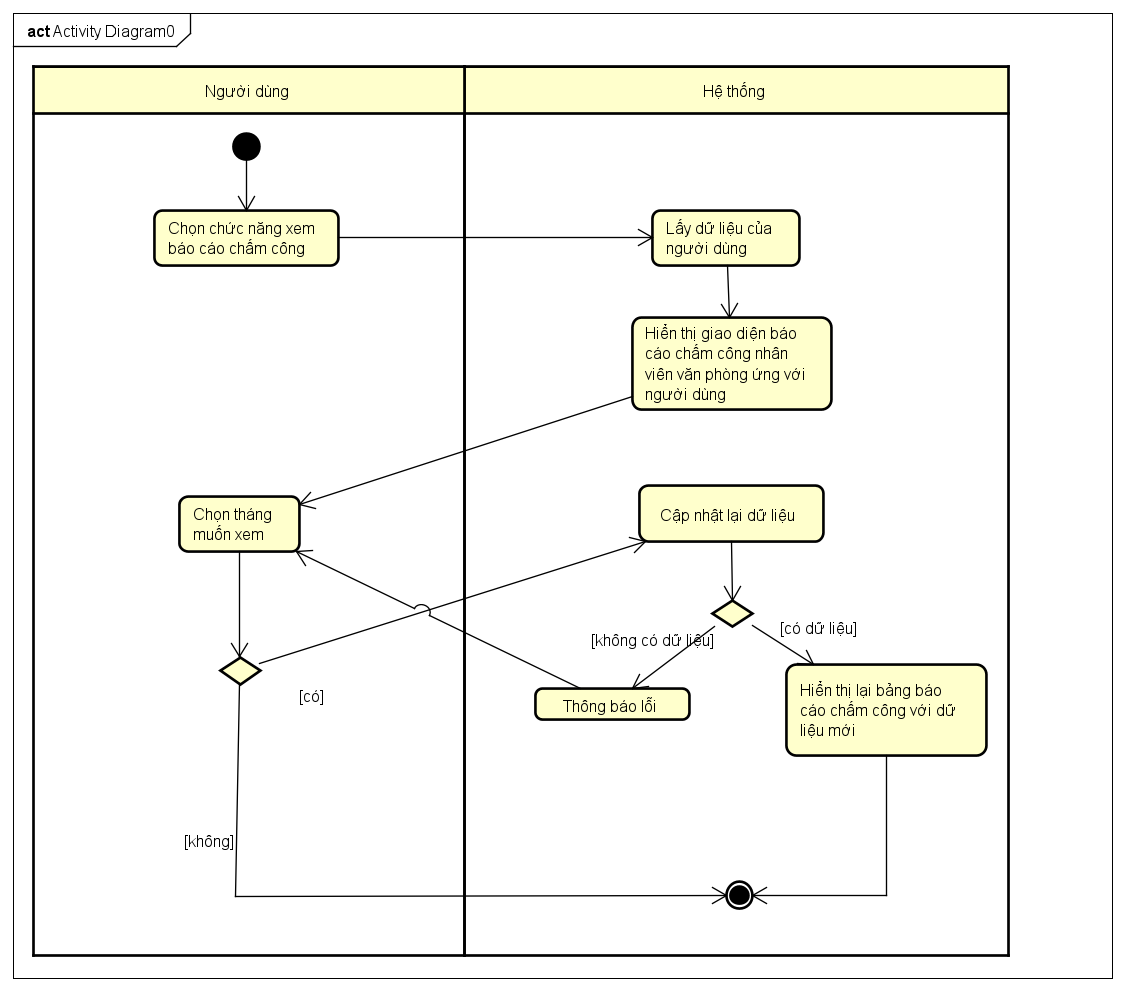 act Activity Diagram0
Người dùng
Hệ thống
Chọn chức năng xem
báo cáo chấm công
Lấy dữ liệu của
người dùng
Hiển thị giao diện báo
cáo chấm công nhân
viên văn phòng ứng với
người dùng
Chọn tháng
muốn xem
Cập nhật lại dữ liệu
[không có dữ liệu]
[có dữ liệu]
[có]
Thông báo lỗi
Hiển thị lại bảng báo
cáo chấm công với dữ
liệu mới
[không]